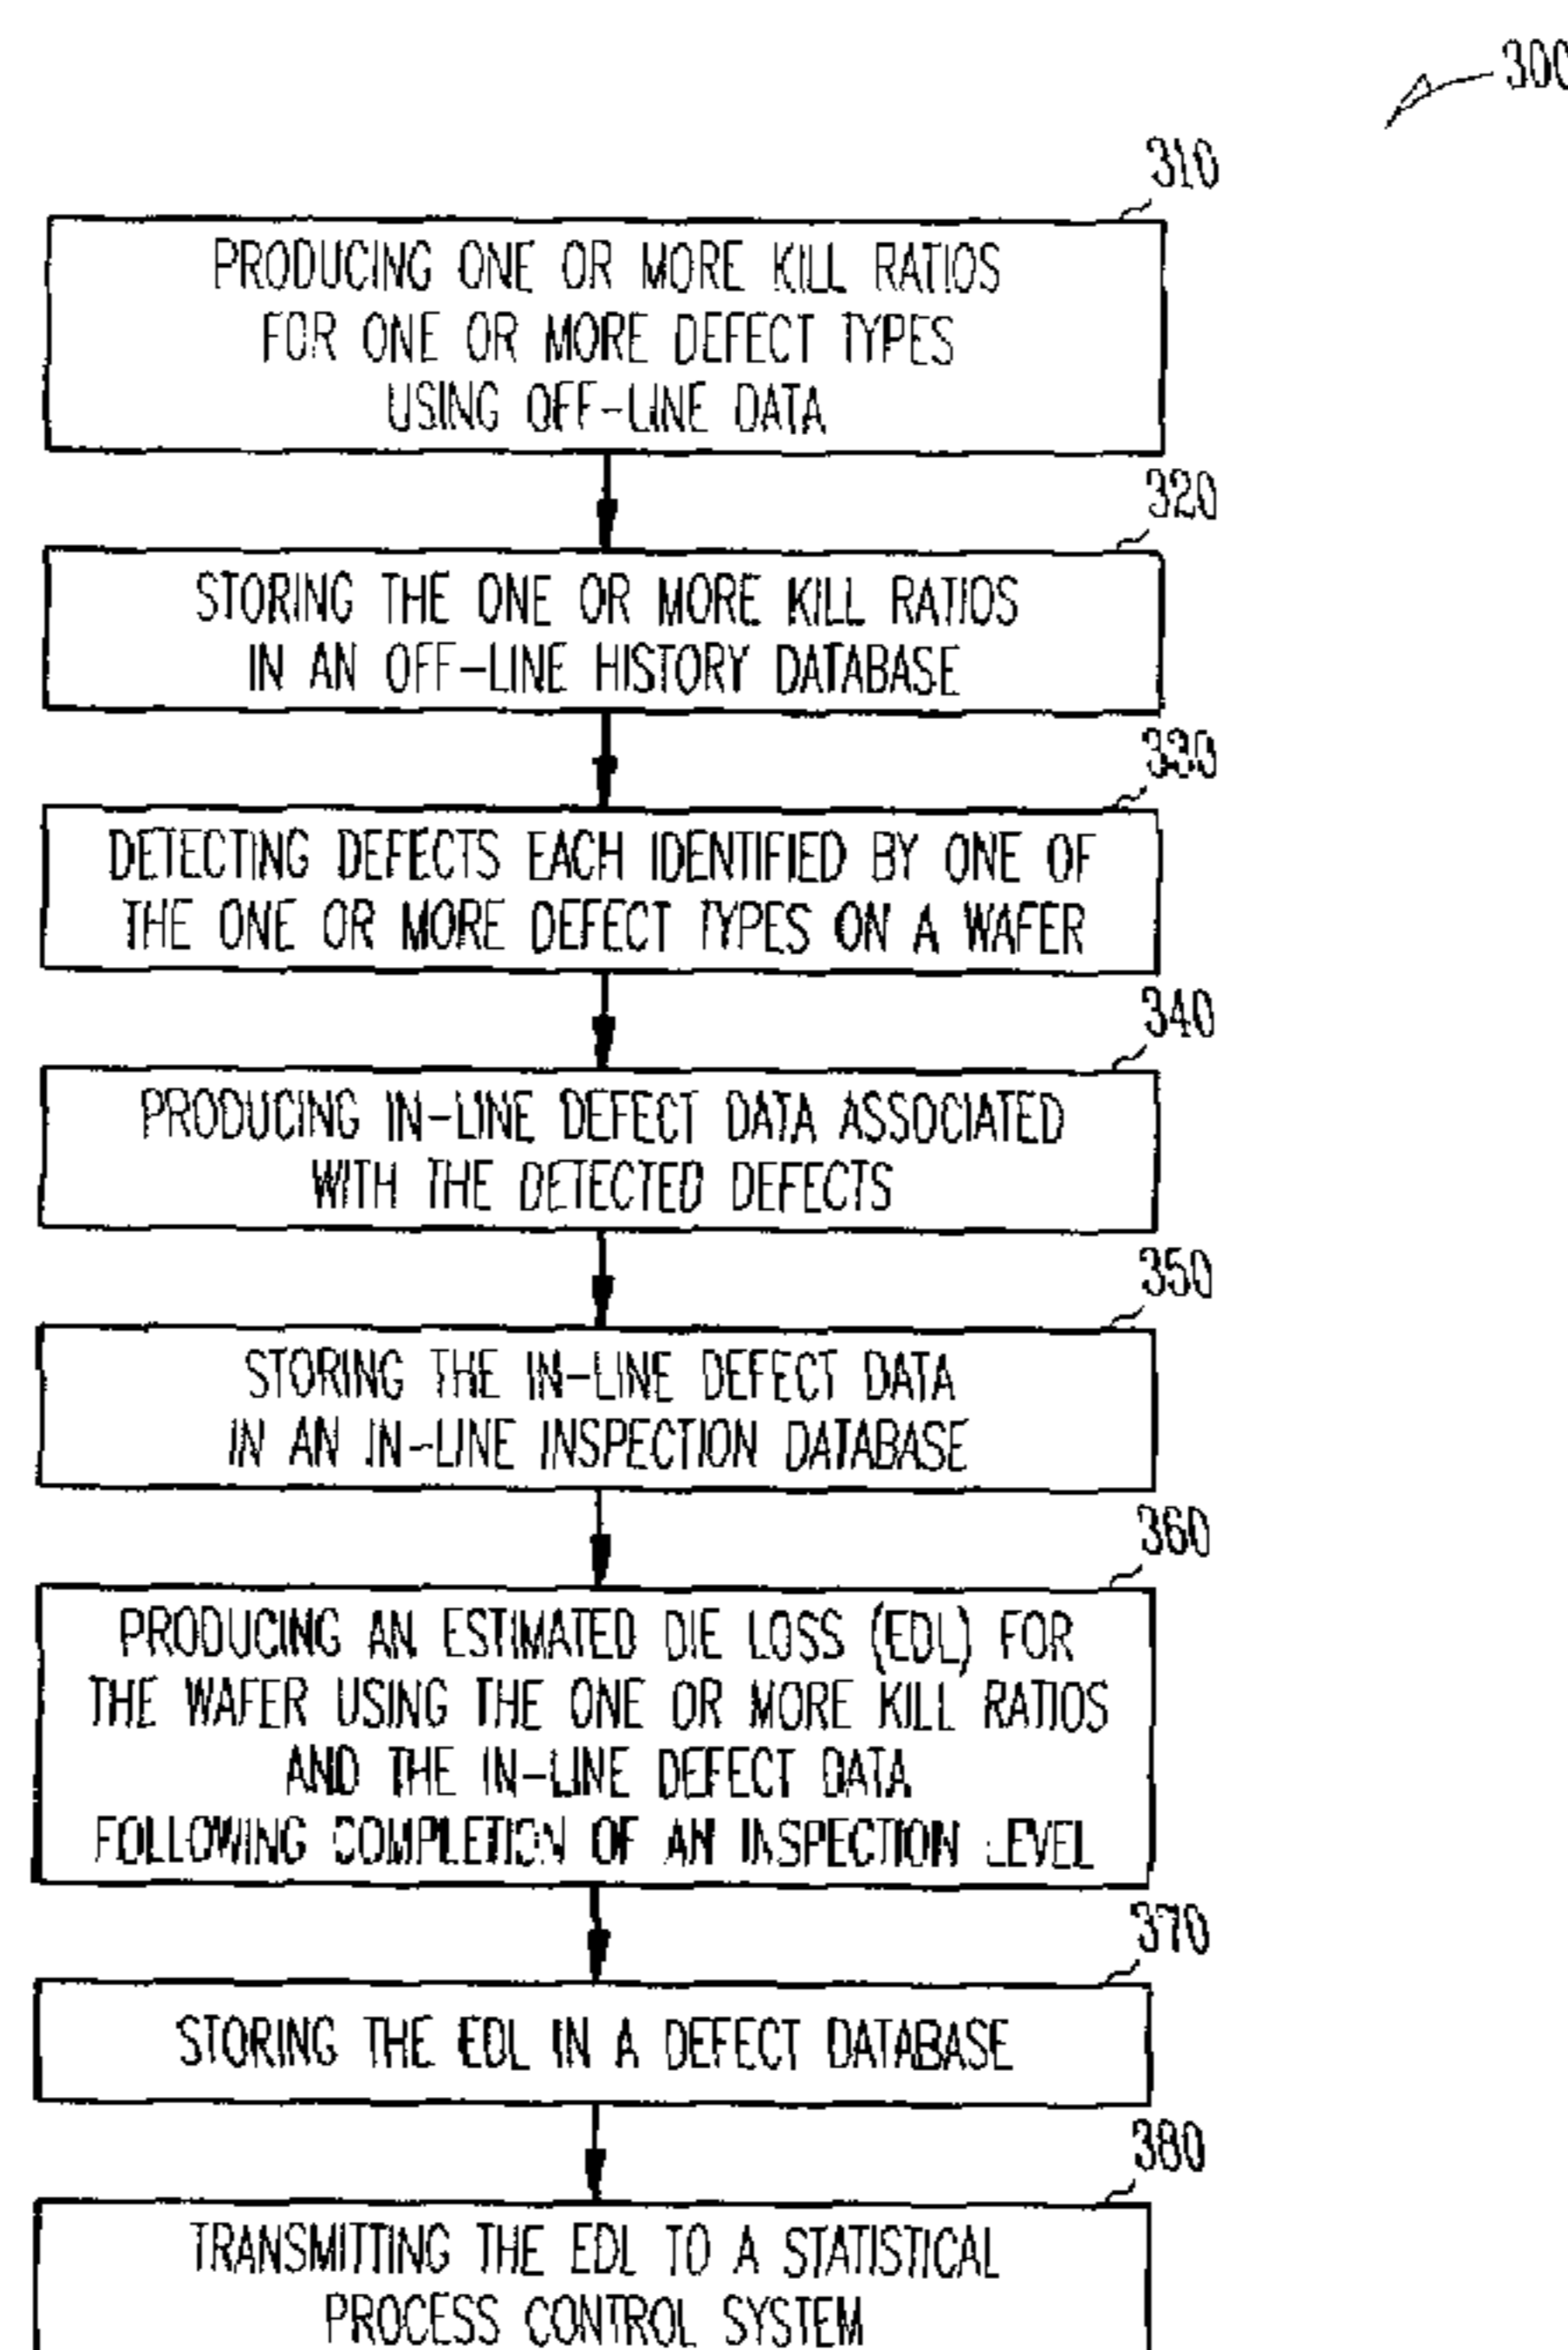 300
310
PRODUCING ONE OR MORE KILL RATIOS
FOR ONE OR MORE DEFECT TYPES
USING OFF-LINE DATA
320
STORING THE ONE OR MORE KILL RATIOS
IN AN OFF-LINE HISTORY DATABASE
330
DETECTING DEFECTS EACH IDENTIFIED BY ONE OF
THE ONE OR MORE DEFECT TYPES ON A WAFER
340
PRODUCING IN-LINE DEFECT DATA ASSOCIATED
WITH THE DETECTED DEFECTS
350
STORING THE IN-LINE DEFECT DATA
IN AN IN-LINE INSPECTION DATABASE
360
PRODUCING AN ESTIMATED DIE LOSS (EDL) FOR
THE WAFER USING THE ONE OR MORE KILL RATIOS
AND THE IN-LINE DEFECT DATA
FOLLOWING COMPLETION OF AN INSPECTION LEVEL
370
STORING THE EDL IN A DEFECT DATABASE
380
TRANSMITTING THE EDL TO A STATISTICAL
PROCESS CONTROL SYSTEM